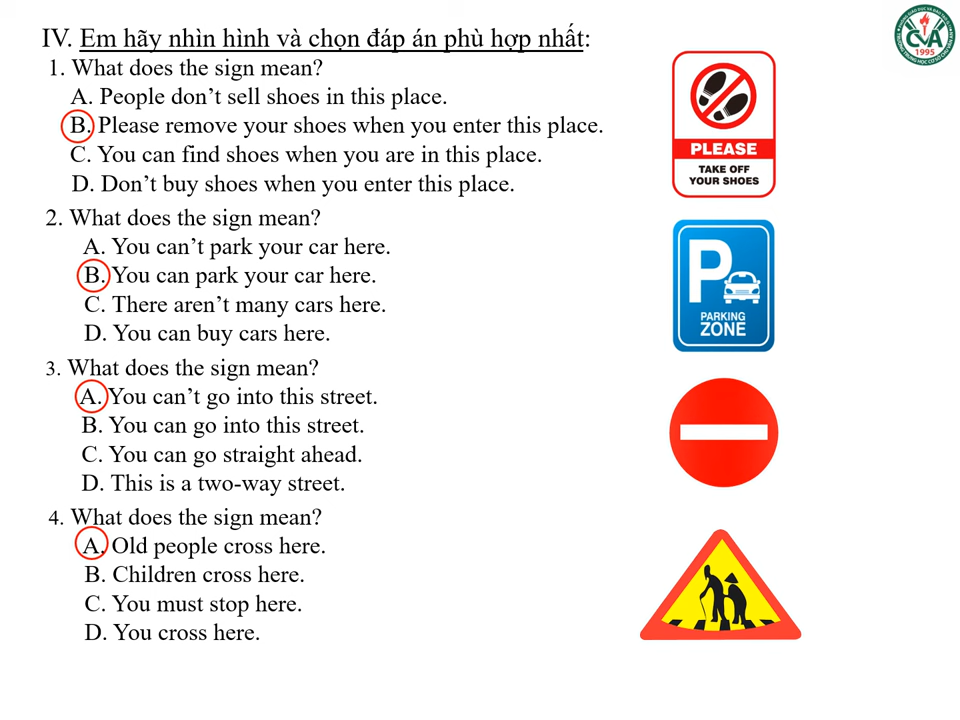 IV. Em hãy nhìn hình và chọn đáp án phù hợp nhất:
1. What does the sign mean?
A. People don’t sell shoes in this place.
B. Please remove your shoes when you enter this place.
C. You can find shoes when you are in this place.
D. Don’t buy shoes when you enter this place.
PLEASE
TAKE OFF
YOUR SHOES
2. What does the sign mean?
A. You can’t park your car here.
B. You can park your car here.
C. There aren’t many cars here.
D. You can buy cars here.
P
PARKING
ZONE
3. What does the sign mean?
A. You can’t go into this street.
B. You can go into this street.
C. You can go straight ahead.
D. This is a two-way street.
4. What does the sign mean?
A. Old people cross here.
B. Children cross here.
C. You must stop here.
D. You cross here.
CVA
1995